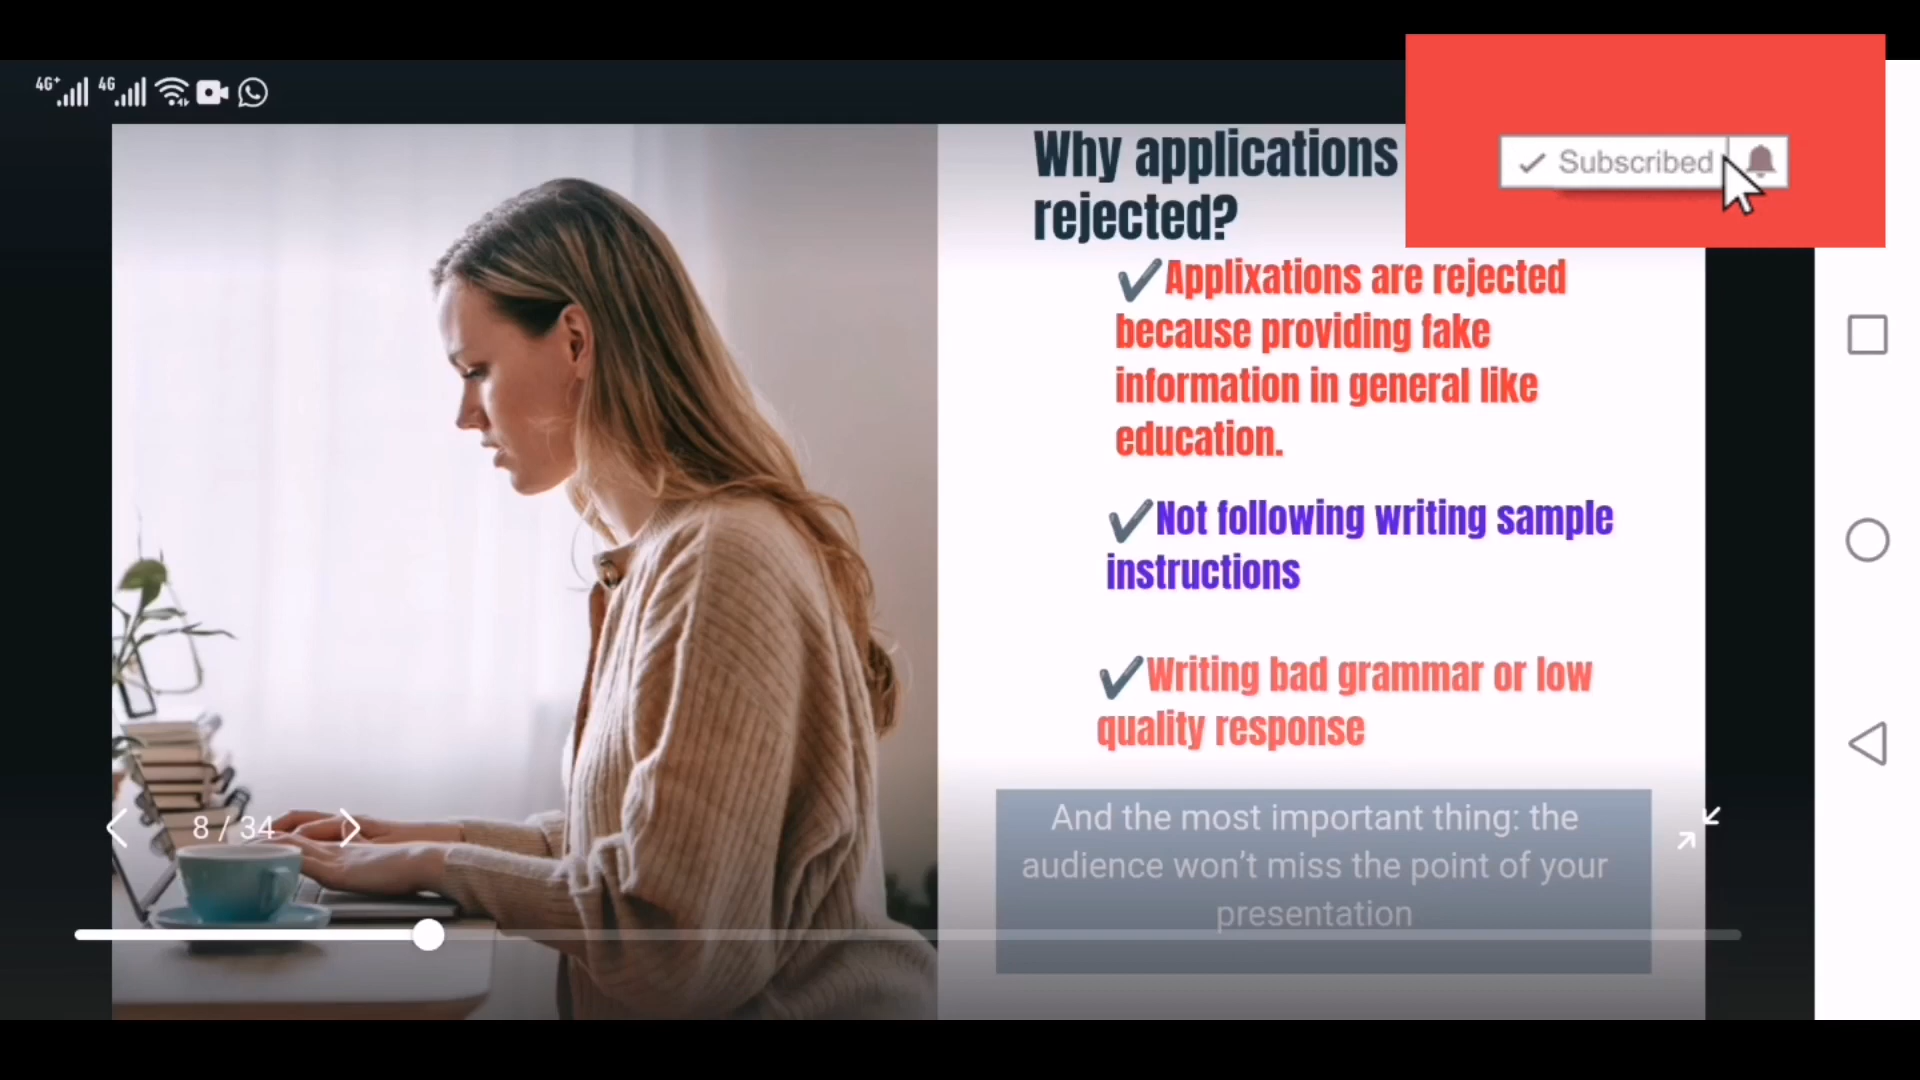 4G+ 4G
Subscribed
Why applications
rejected?
✔Applixations are rejected
because providing fake
information in general like
education.
✔Not following writing sample
instructions
✔Writing bad grammar or low
quality response
8 / 34
And the most important thing: the
audience won't miss the point of your
presentation